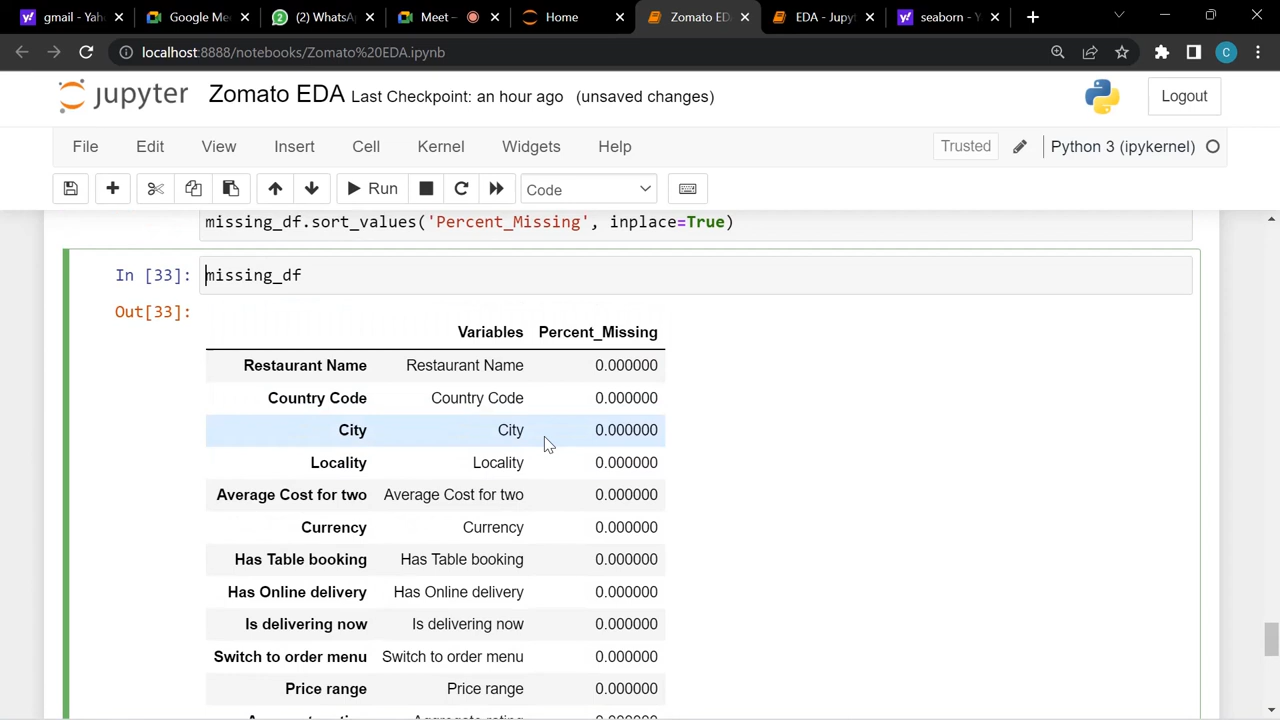 gmail - Yah
Google Me
(2) WhatsA
Meet –
Home
Zomato ED
EDA - Jupyt
seaborn - Y
localhost:8888/notebooks/Zomato%20EDA.ipynb
C
jupyter Zomato EDA Last Checkpoint: an hour ago (unsaved changes)
Logout
File Edit View Insert Cell Kernel Widgets Help
Trusted
Python 3 (ipykernel)
Run
Code
missing_df.sort_values('Percent_Missing', inplace=True)
In [33]: missing_df
Out[33]:
Variables Percent_Missing
Restaurant Name Restaurant Name 0.000000
Country Code Country Code 0.000000
City City 0.000000
Locality Locality 0.000000
Average Cost for two Average Cost for two 0.000000
Currency Currency 0.000000
Has Table booking Has Table booking 0.000000
Has Online delivery Has Online delivery 0.000000
Is delivering now Is delivering now 0.000000
Switch to order menu Switch to order menu 0.000000
Price range Price range 0.000000